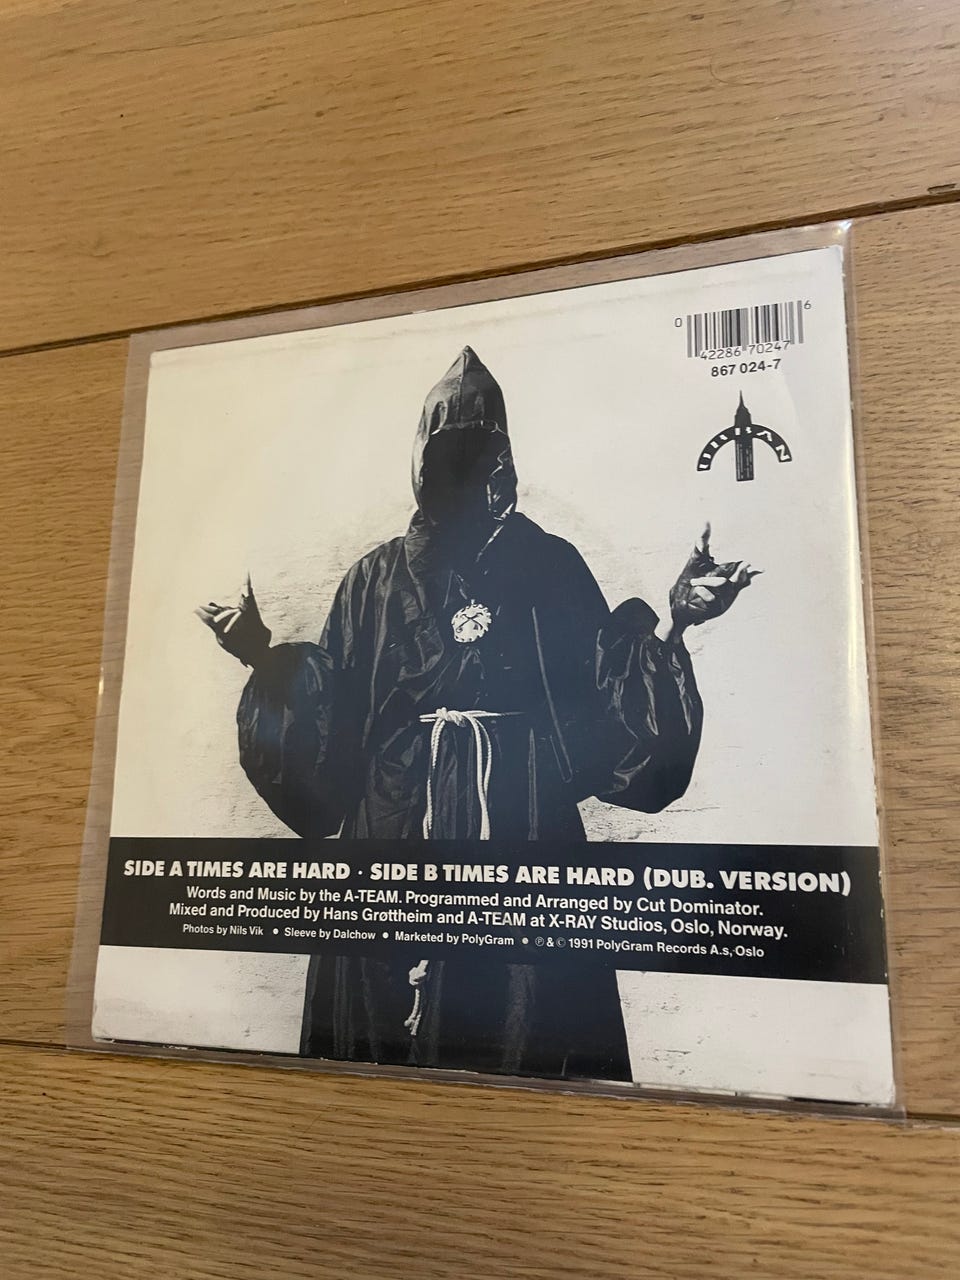 0 42286 70247 6
867 024-7
URBAN
SIDE A TIMES ARE HARD · SIDE B TIMES ARE HARD (DUB. VERSION)
Words and Music by the A-TEAM. Programmed and Arranged by Cut Dominator.
Mixed and Produced by Hans Grøttheim and A-TEAM at X-RAY Studios, Oslo, Norway.
Photos by Nils Vik ● Sleeve by Dalchow ● Marketed by PolyGram ● ℗ & © 1991 PolyGram Records A.s, Oslo